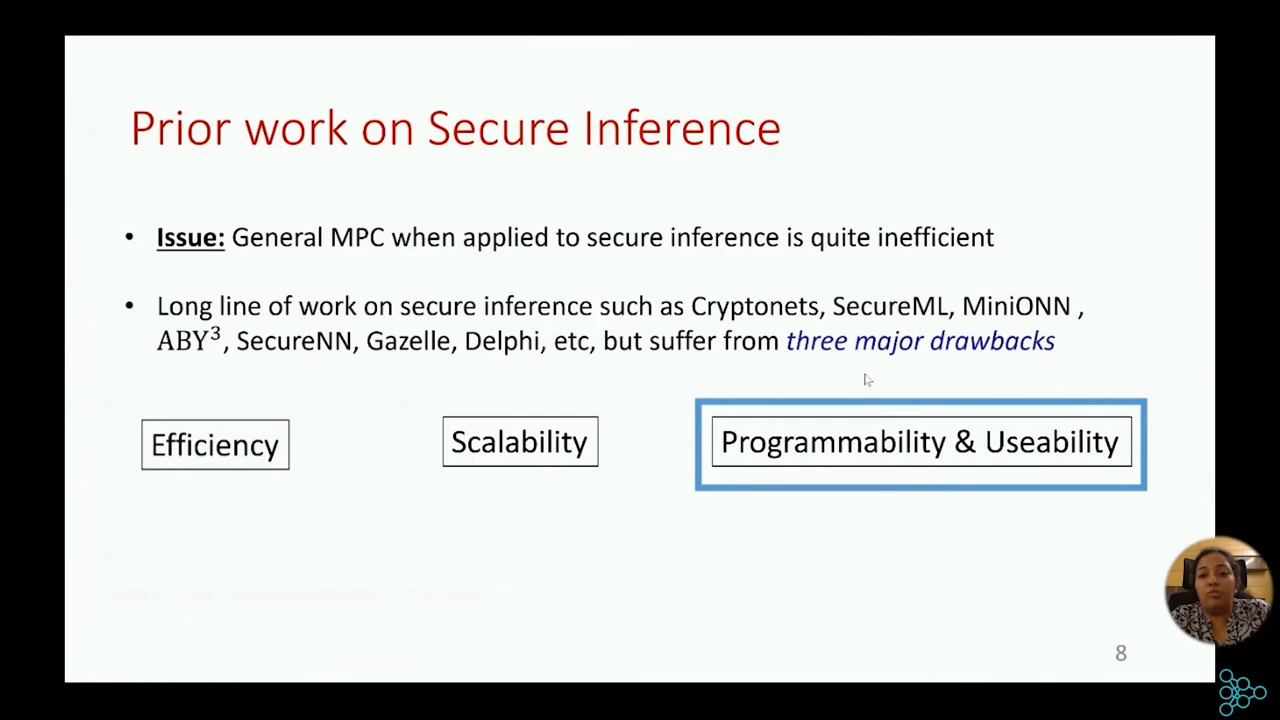 Prior work on Secure Inference
• Issue: General MPC when applied to secure inference is quite inefficient
• Long line of work on secure inference such as Cryptonets, SecureML, MiniONN ,
ABY³, SecureNN, Gazelle, Delphi, etc, but suffer from three major drawbacks
Efficiency
Scalability
Programmability & Useability
8